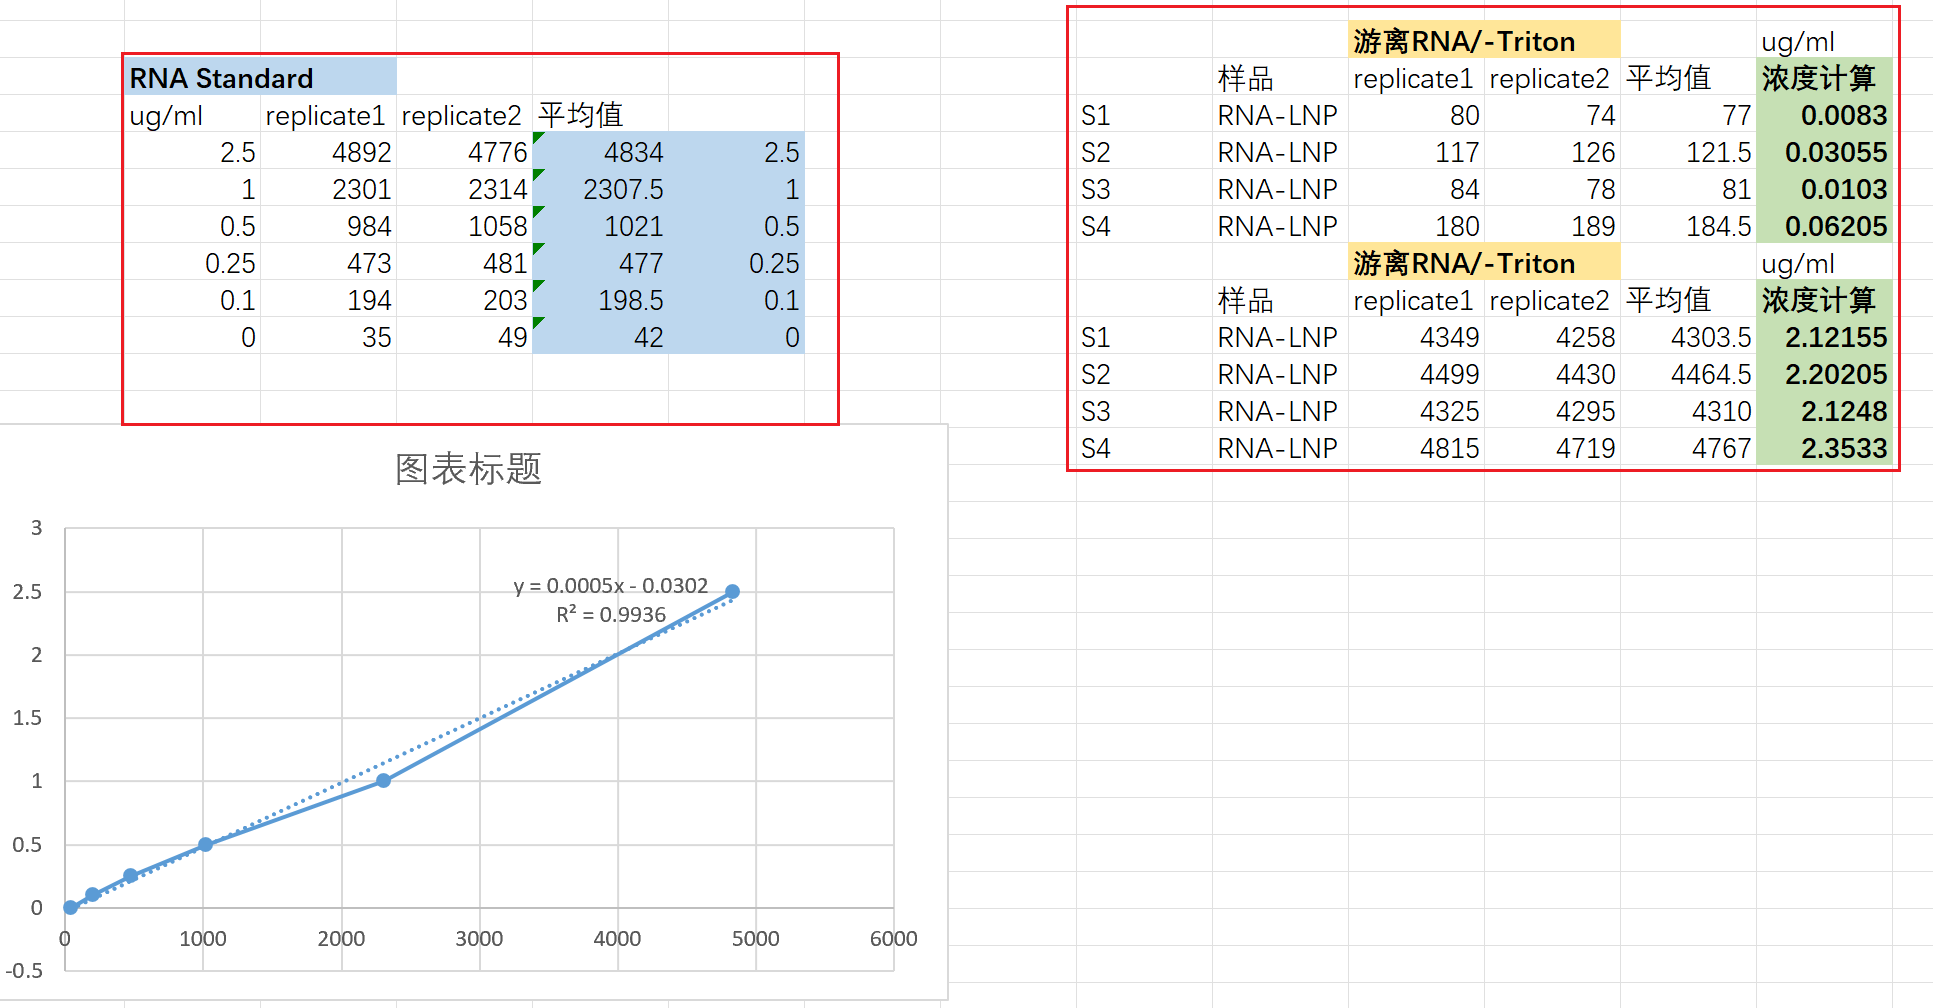 RNA Standard
ug/ml replicate1 replicate2 平均值
2.5 4892 4776 4834 2.5
1 2301 2314 2307.5 1
0.5 984 1058 1021 0.5
0.25 473 481 477 0.25
0.1 194 203 198.5 0.1
0 35 49 42 0
游离RNA/-Triton ug/ml
样品 replicate1 replicate2 平均值 浓度计算
S1 RNA-LNP 80 74 77 0.0083
S2 RNA-LNP 117 126 121.5 0.03055
S3 RNA-LNP 84 78 81 0.0103
S4 RNA-LNP 180 189 184.5 0.06205
游离RNA/-Triton ug/ml
样品 replicate1 replicate2 平均值 浓度计算
S1 RNA-LNP 4349 4258 4303.5 2.12155
S2 RNA-LNP 4499 4430 4464.5 2.20205
S3 RNA-LNP 4325 4295 4310 2.1248
S4 RNA-LNP 4815 4719 4767 2.3533
图表标题
y = 0.0005x - 0.0302
R² = 0.9936
3
2.5
2
1.5
1
0.5
0
-0.5
0 1000 2000 3000 4000 5000 6000